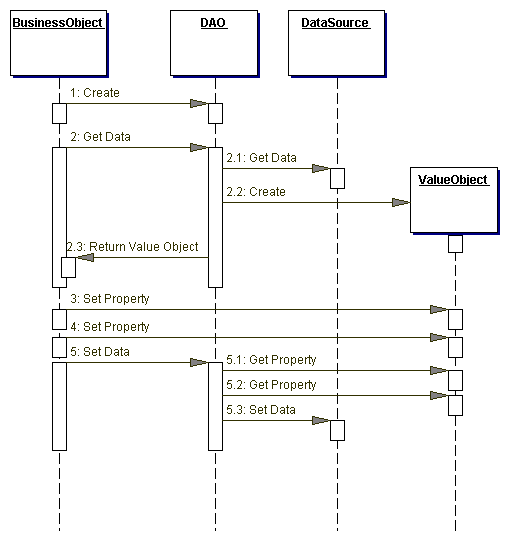 BusinessObject
DAO
DataSource
1: Create
2: Get Data
2.1: Get Data
2.2: Create
ValueObject
2.3: Return Value Object
3: Set Property
4: Set Property
5: Set Data
5.1: Get Property
5.2: Get Property
5.3: Set Data